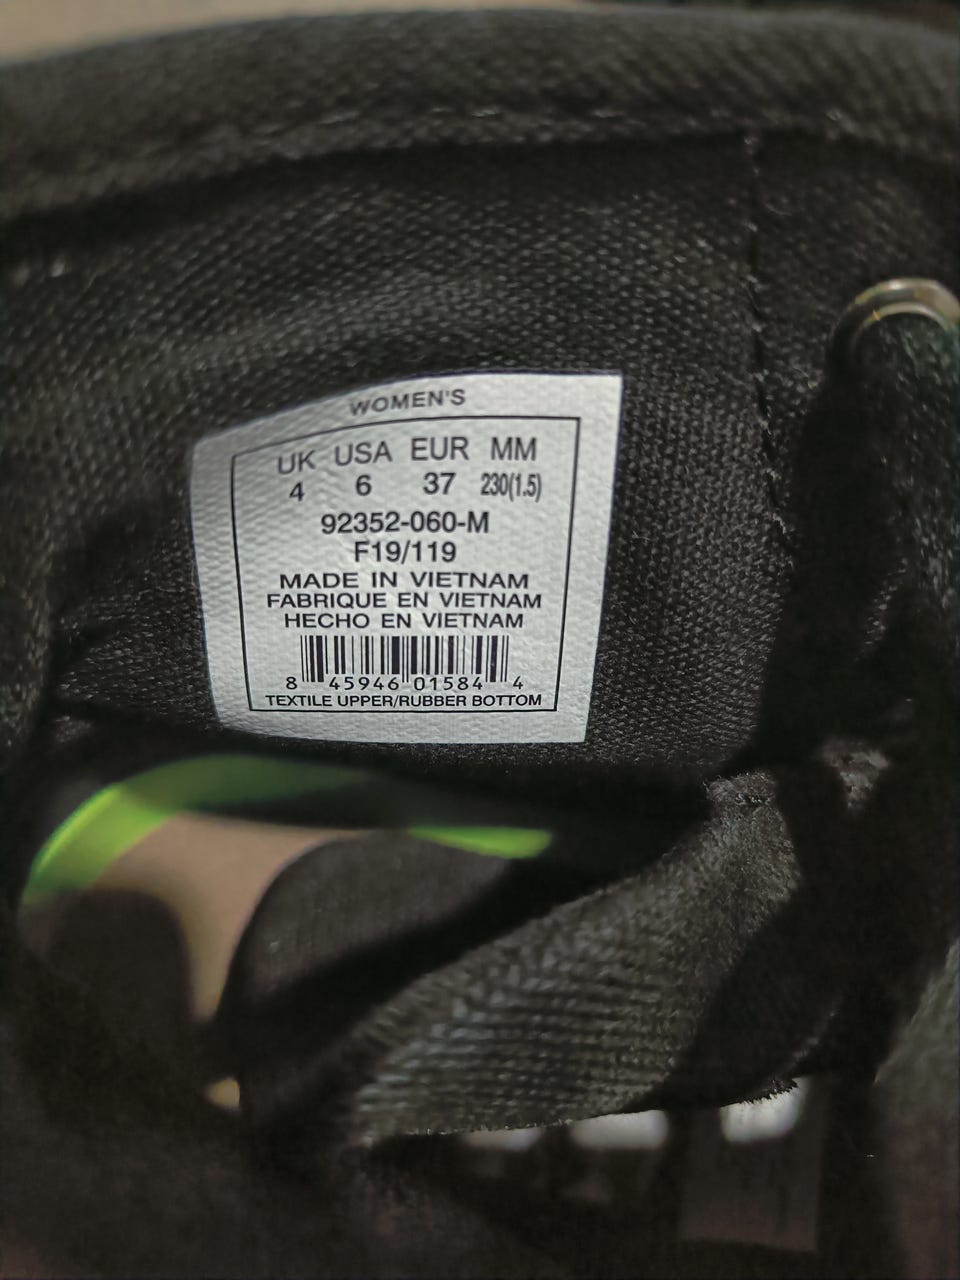 WOMEN'S
UK USA EUR MM
4 6 37 230(1.5)
92352-060-M
F19/119
MADE IN VIETNAM
FABRIQUE EN VIETNAM
HECHO EN VIETNAM
8 45946 01584 4
TEXTILE UPPER/RUBBER BOTTOM